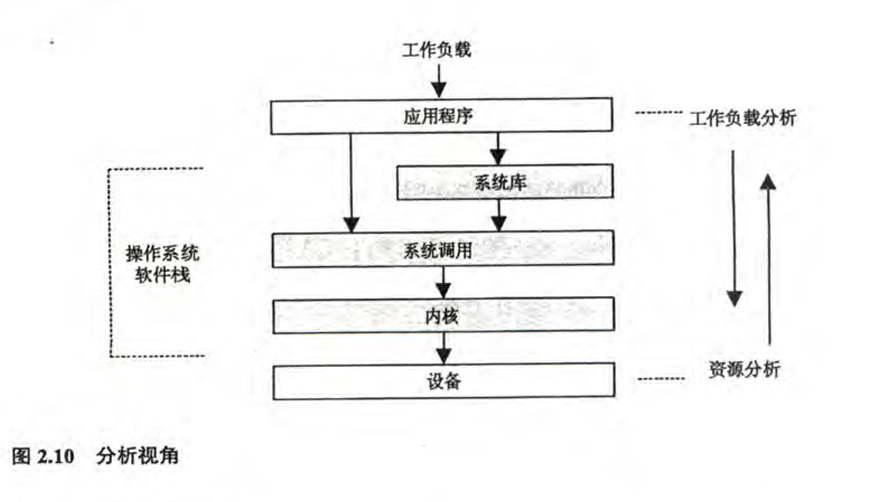 工作负载
应用程序
工作负载分析
系统库
系统调用
操作系统
软件栈
内核
设备
资源分析
图 2.10 分析视角